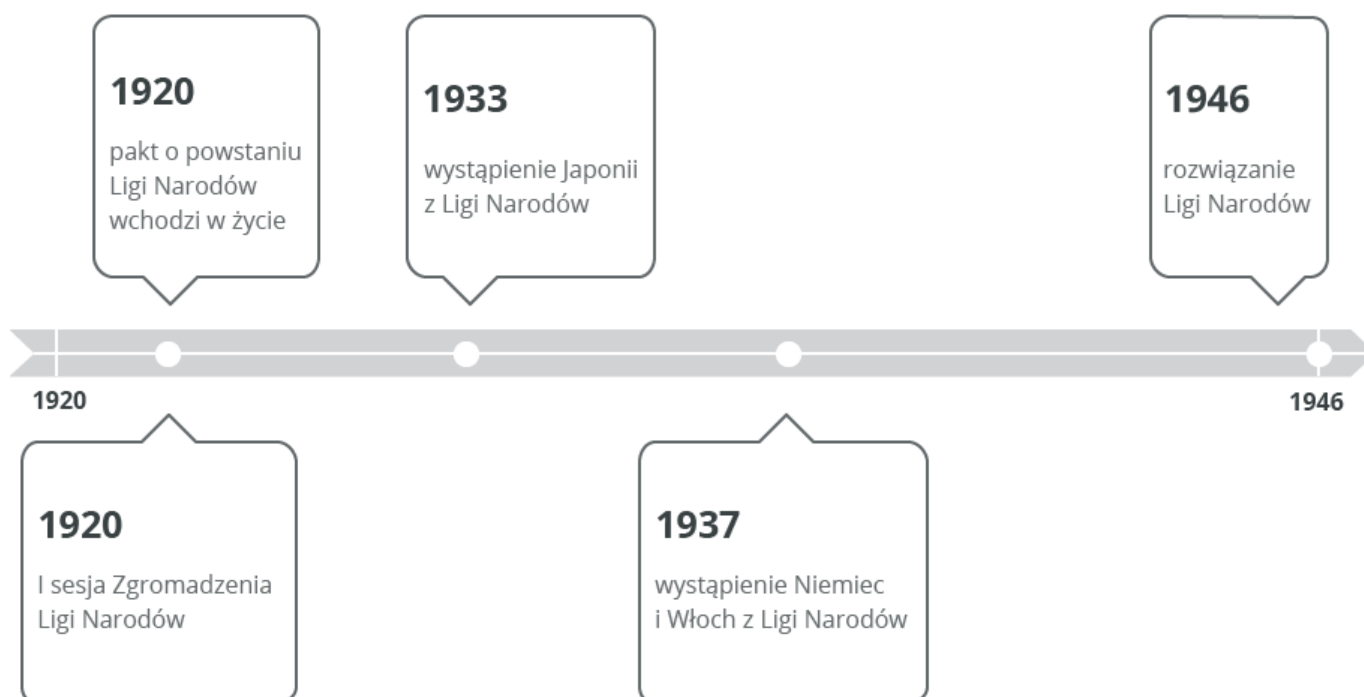 1920
pakt o powstaniu
Ligi Narodów
wchodzi w życie
1933
wystąpienie Japonii
z Ligi Narodów
1946
rozwiązanie
Ligi Narodów
1920
1946
1920
I sesja Zgromadzenia
Ligi Narodów
1937
wystąpienie Niemiec
i Włoch z Ligi Narodów